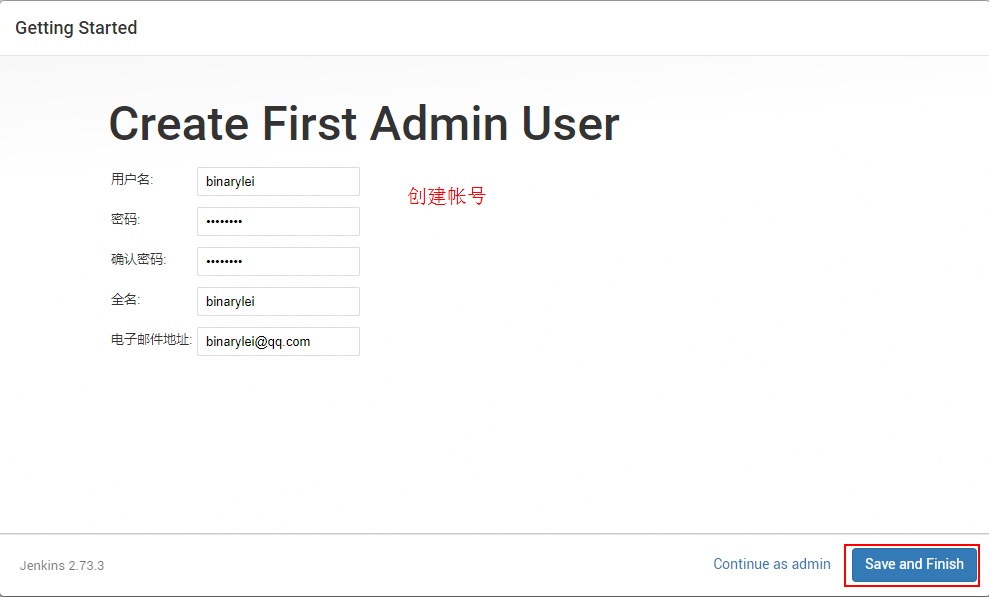 Getting Started
Create First Admin User
用户名: binarylei
创建帐号
密码: ••••••••
确认密码: ••••••••
全名: binarylei
电子邮件地址: binarylei@qq.com
Jenkins 2.73.3
Continue as admin
Save and Finish